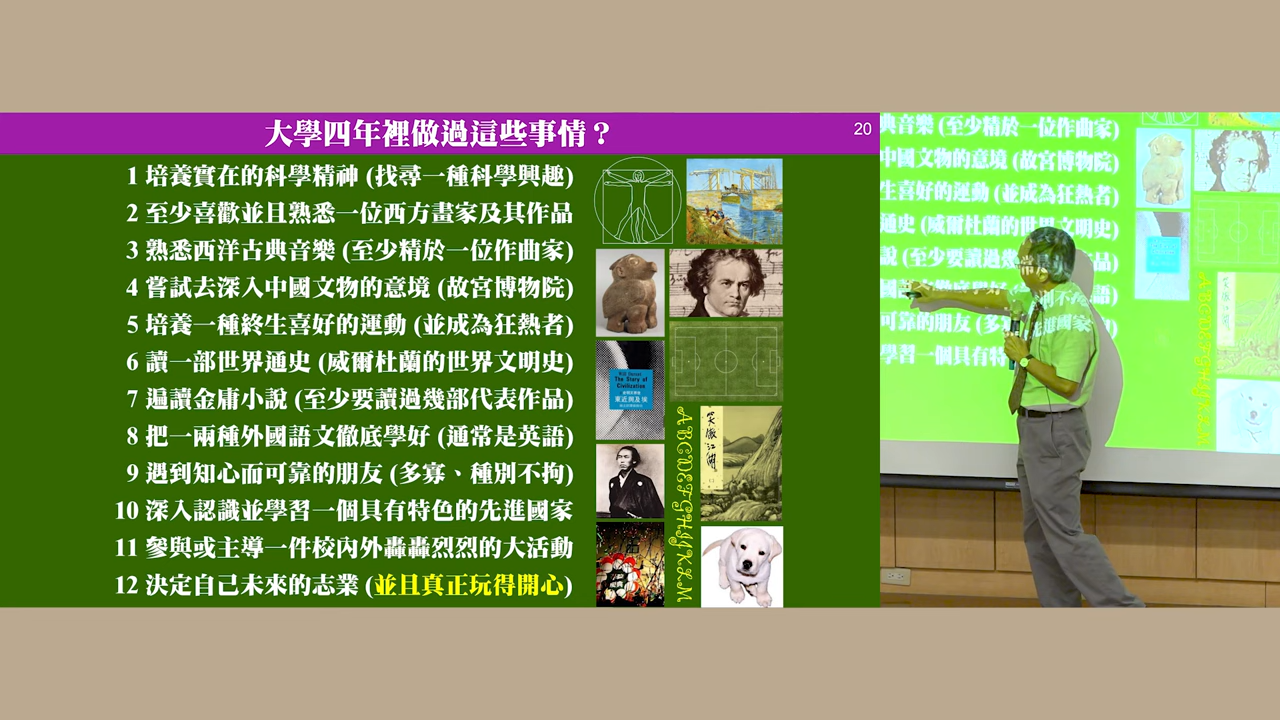 大學四年裡做過這些事情？
20
1 培養實在的科學精神 (找尋一種科學興趣)
2 至少喜歡並且熟悉一位西方畫家及其作品
3 熟悉西洋古典音樂 (至少精於一位作曲家)
4 嘗試去深入中國文物的意境 (故宮博物院)
5 培養一種終生喜好的運動 (並成為狂熱者)
6 讀一部世界通史 (威爾杜蘭的世界文明史)
7 遍讀金庸小說 (至少要讀過幾部代表作品)
8 把一兩種外國語文徹底學好 (通常是英語)
9 遇到知心而可靠的朋友 (多寡、種別不拘)
10 深入認識並學習一個具有特色的先進國家
11 參與或主導一件校內外轟轟烈烈的大活動
12 決定自己未來的志業 (並且真正玩得開心)
The Story of
Civilization
笑傲江湖
ABCDEFGHIJKLM
典音樂 (至少精於一位作曲家)
中國文物的意境 (故宮博物院)
生喜好的運動 (並成為狂熱者)
通史 (威爾杜蘭的世界文明史)
說 (至少要讀過幾
品)
語)
可靠的朋友 (多
學習一個具有特
先進國家